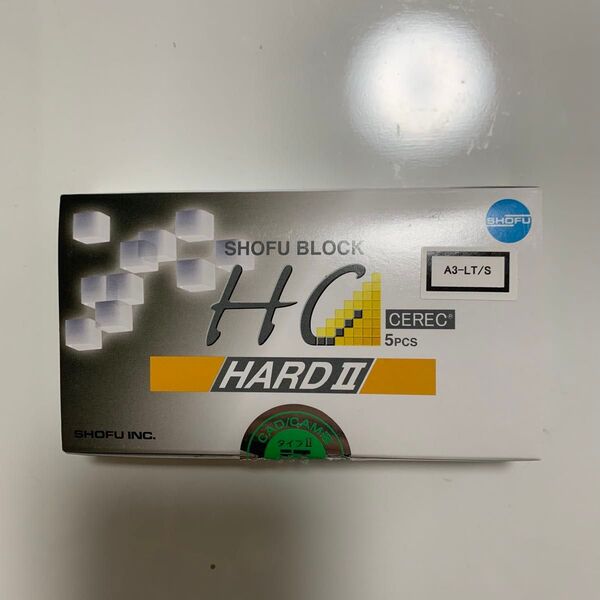 SHOFU
SHOFU BLOCK
A3-LT/S
HC
CEREC®
5PCS
HARD II
SHOFU INC.
CAD/CAM
タイプII